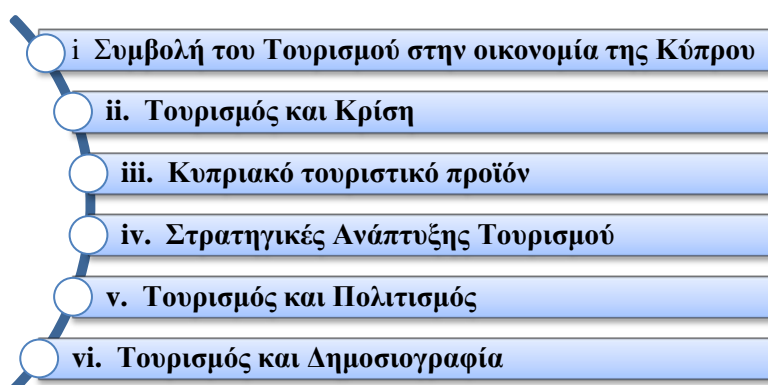 i Συμβολή του Τουρισμού στην οικονομία της Κύπρου
ii. Τουρισμός και Κρίση
iii. Κυπριακό τουριστικό προϊόν
iv. Στρατηγικές Ανάπτυξης Τουρισμού
v. Τουρισμός και Πολιτισμός
vi. Τουρισμός και Δημοσιογραφία